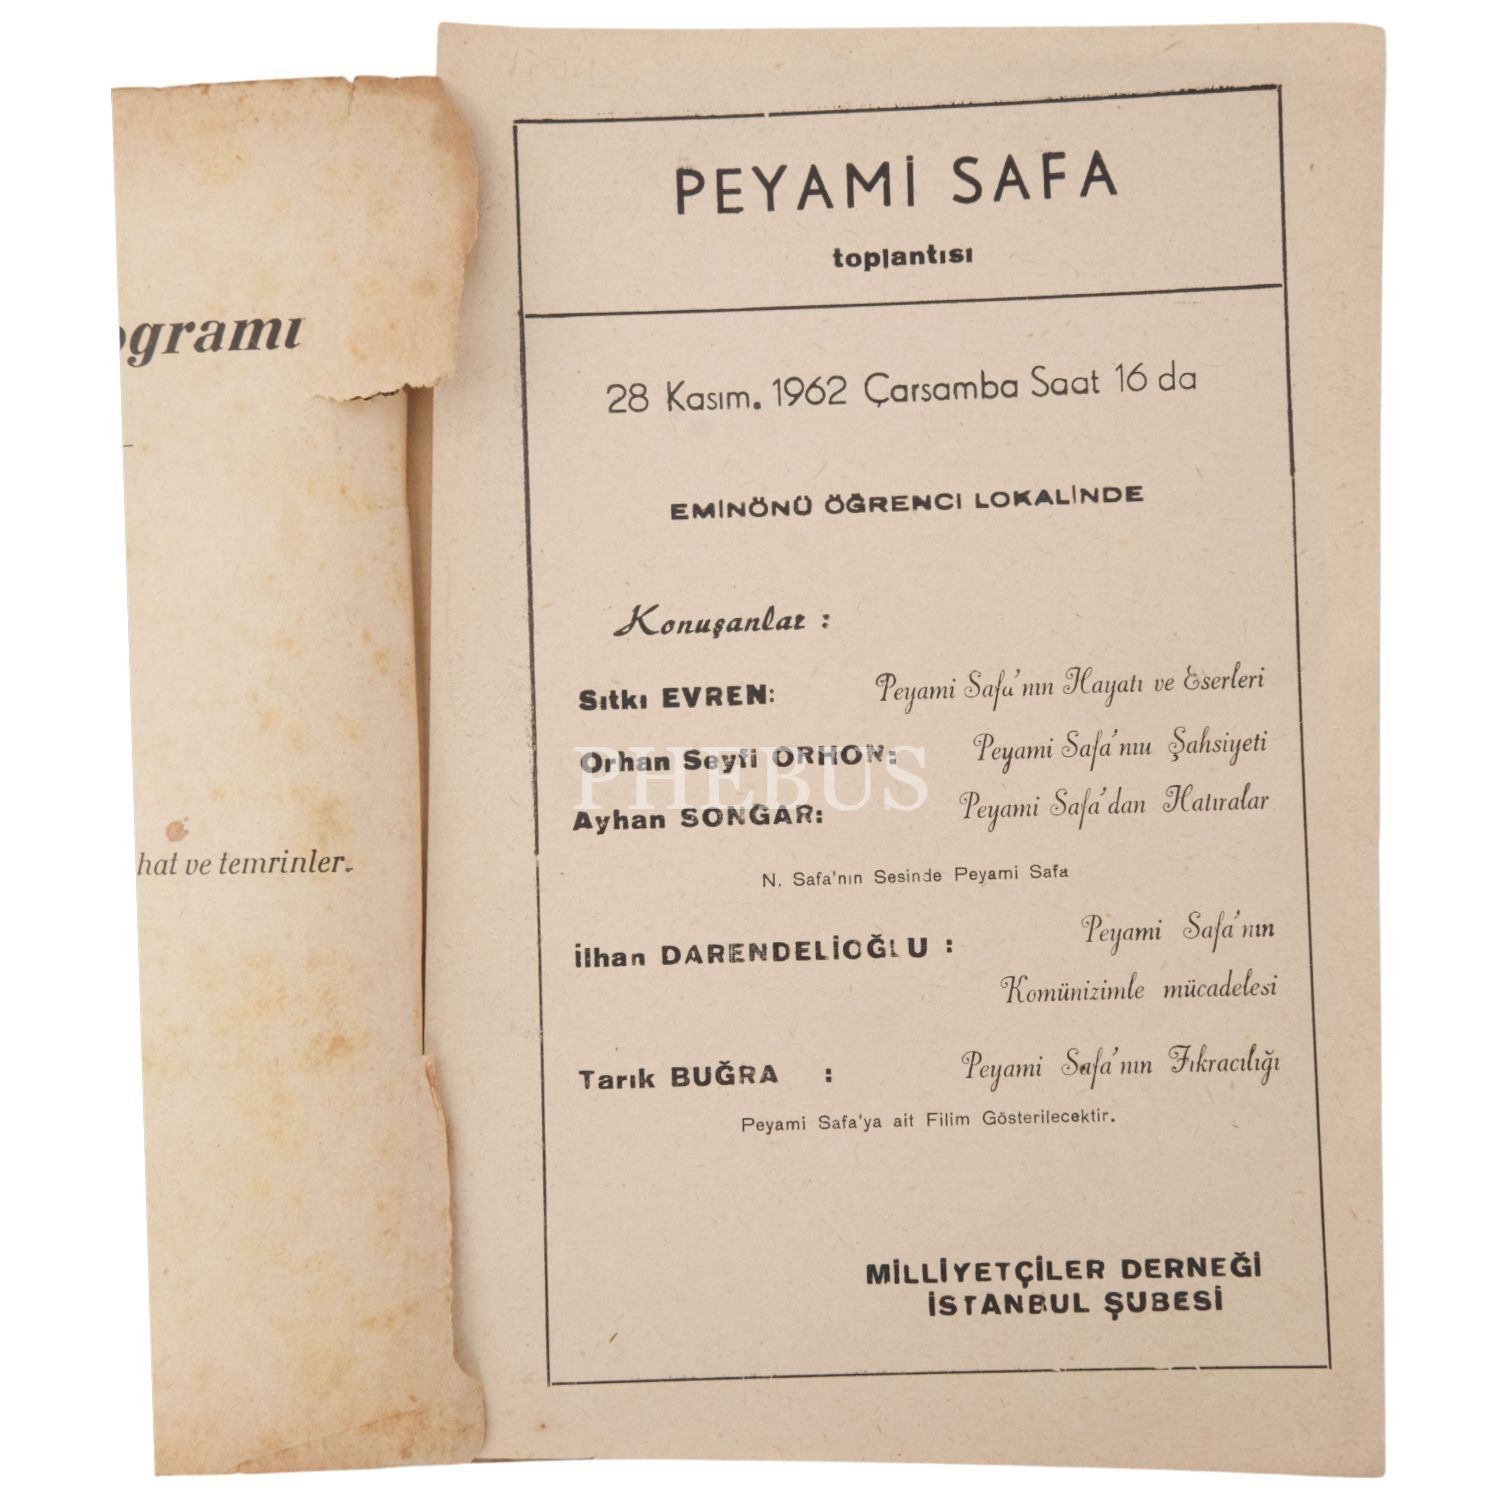 ogramı
hat ve temrinler.
PEYAMİ SAFA
toplantısı
28 Kasım. 1962 Çarsamba Saat 16 da
EMİNÖNÜ ÖĞRENCI LOKALİNDE
Konuşanlar :
Sıtkı EVREN: Peyami Safa'nın Hayatı ve Eserleri
Orhan Seyfi ORHON: Peyami Safa'nın Şahsiyeti
PHEBUS
Ayhan SONGAR: Peyami Safa'dan Hatıralar
N. Safa'nın Sesinde Peyami Safa
İlhan DARENDELİOĞLU : Peyami Safa'nın
Komünizimle mücadelesi
Tarık BUĞRA : Peyami Safa'nın Fıkracılığı
Peyami Safa'ya ait Filim Gösterilecektir.
MİLLİYETÇİLER DERNEĞİ
İSTANBUL ŞUBESİ